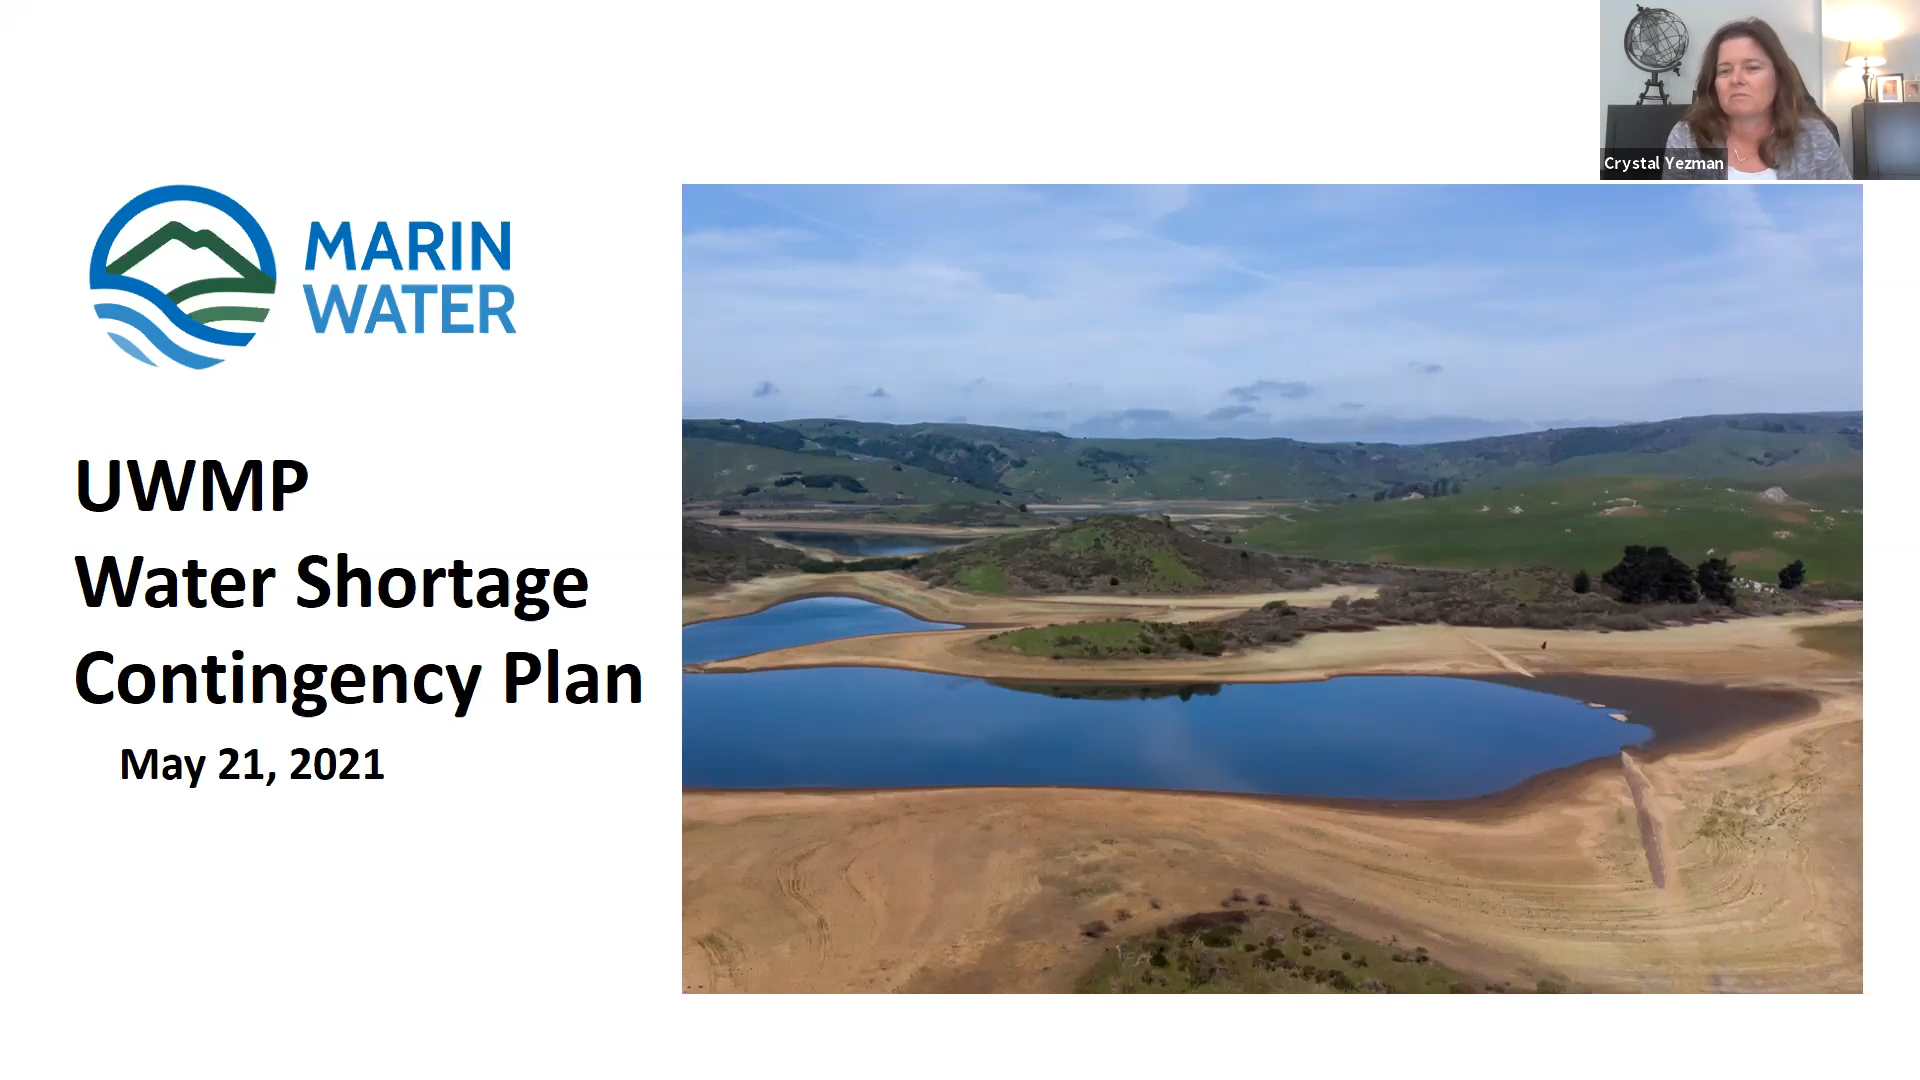 Crystal Yezman
MARIN
WATER
UWMP
Water Shortage
Contingency Plan
May 21, 2021